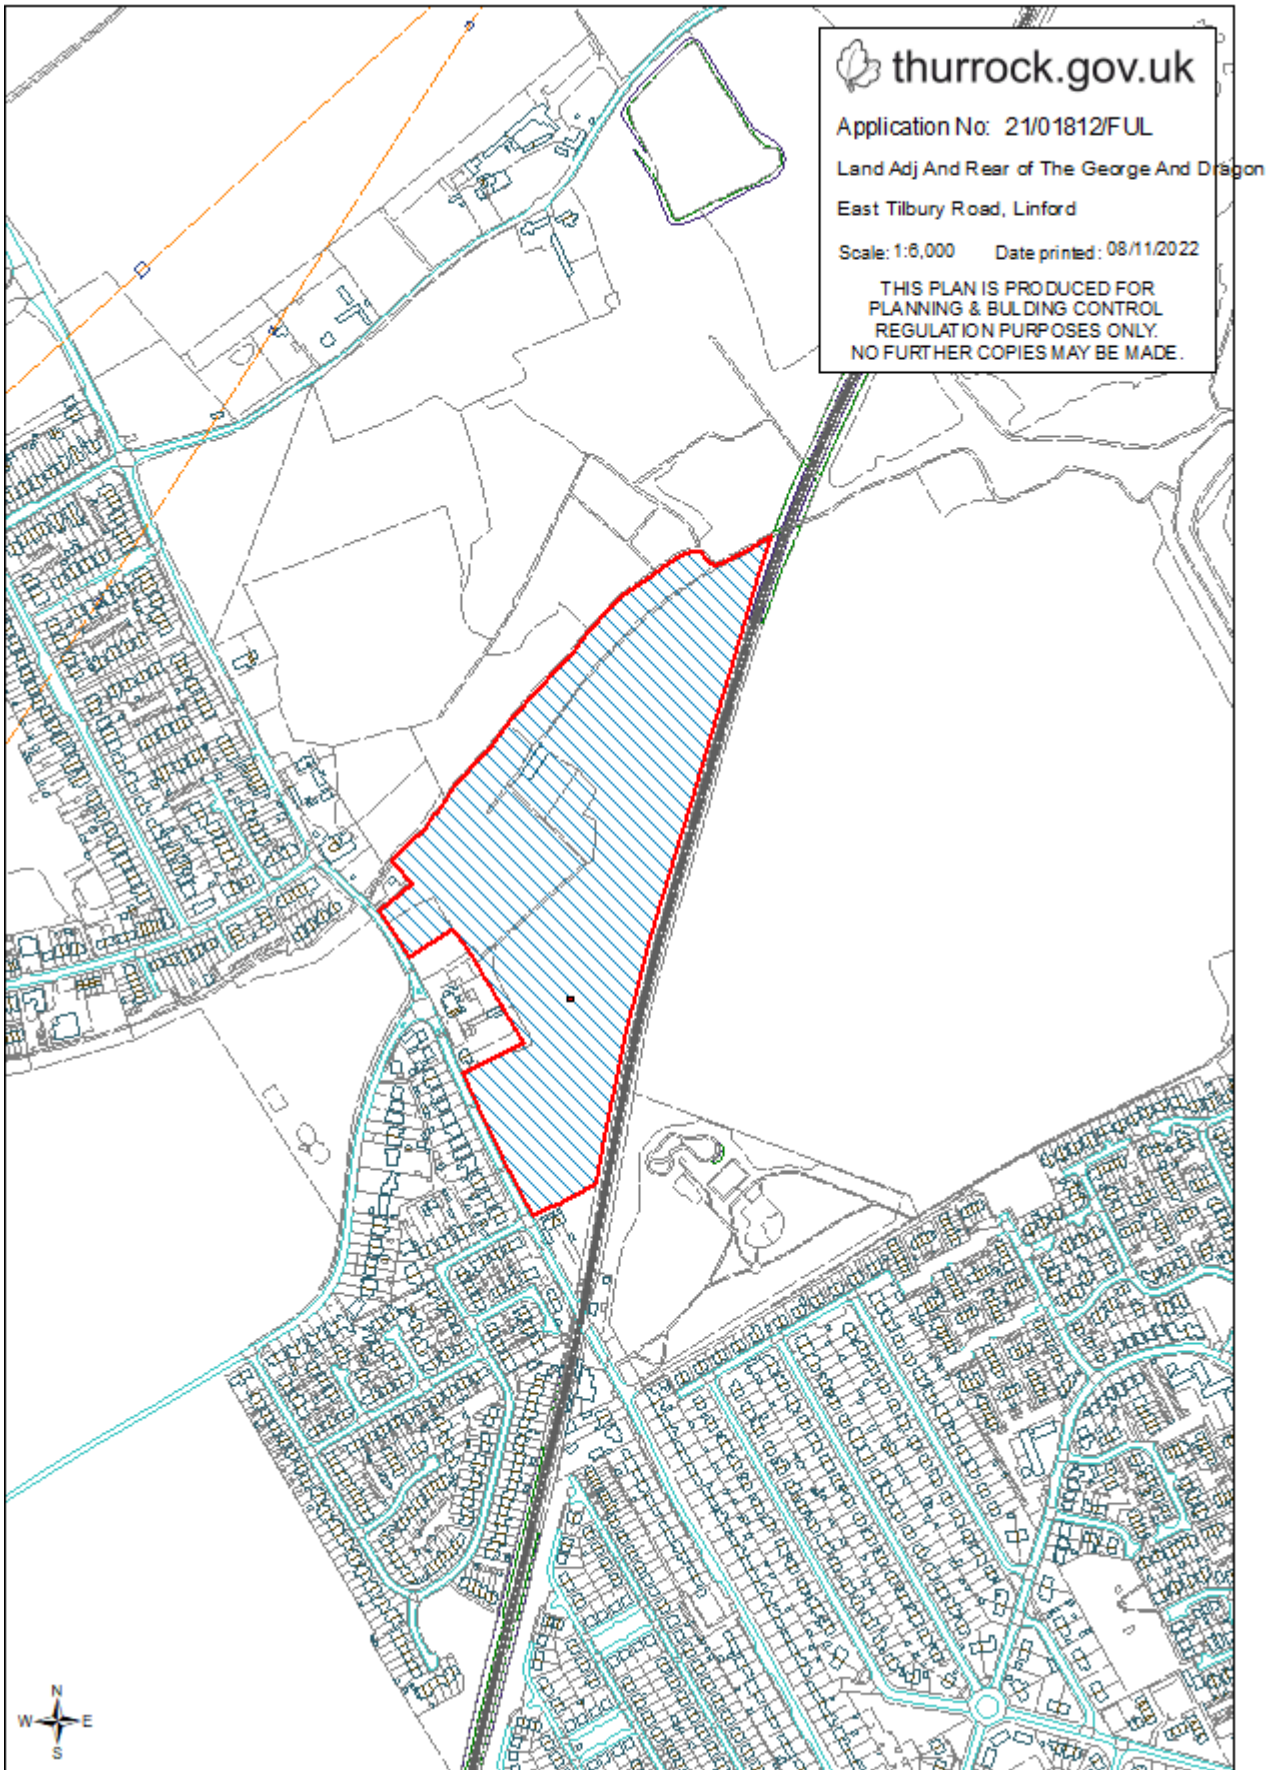 thurrock.gov.uk
Application No: 21/01812/FUL
Land Adj And Rear of The George And Dragon
East Tilbury Road, Linford
Scale: 1:6,000 Date printed: 08/11/2022
THIS PLAN IS PRODUCED FOR
PLANNING & BULDING CONTROL
REGULATION PURPOSES ONLY.
NO FURTHER COPIES MAY BE MADE.
N
W E
S